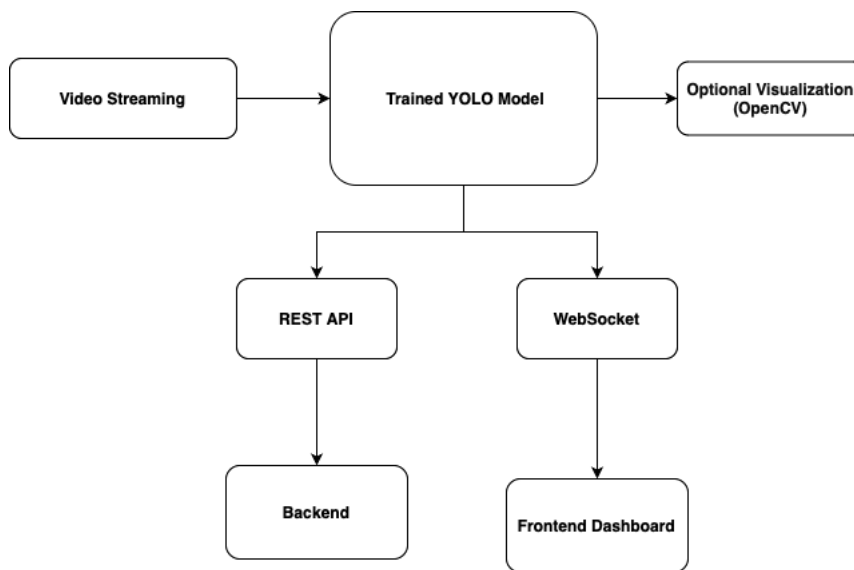 Video Streaming
Trained YOLO Model
Optional Visualization
(OpenCV)
REST API
WebSocket
Backend
Frontend Dashboard